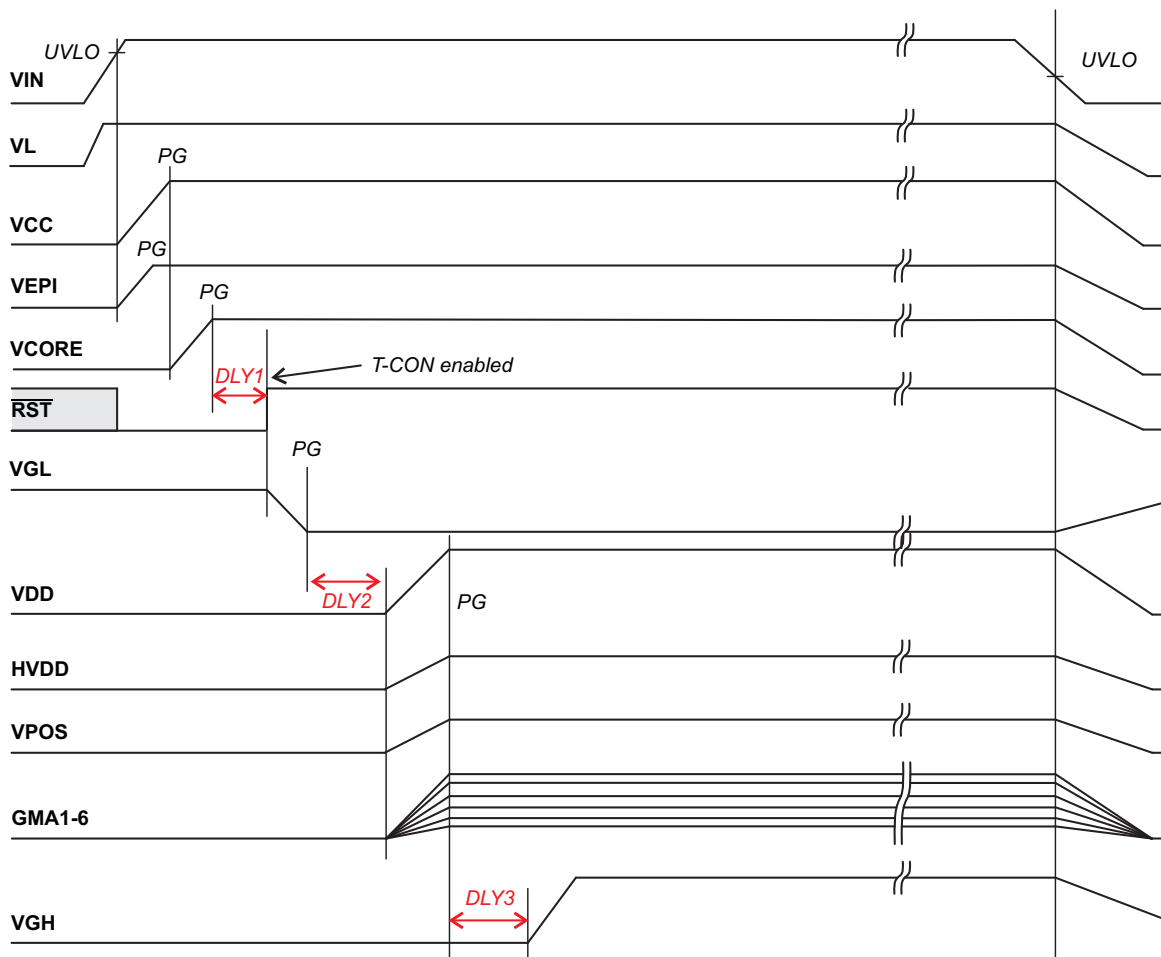 UVLO
UVLO
VIN
VL
PG
VCC
PG
VEPI
PG
VCORE
T-CON enabled
DLY1
RST
PG
VGL
VDD
DLY2
PG
HVDD
VPOS
GMA1-6
DLY3
VGH